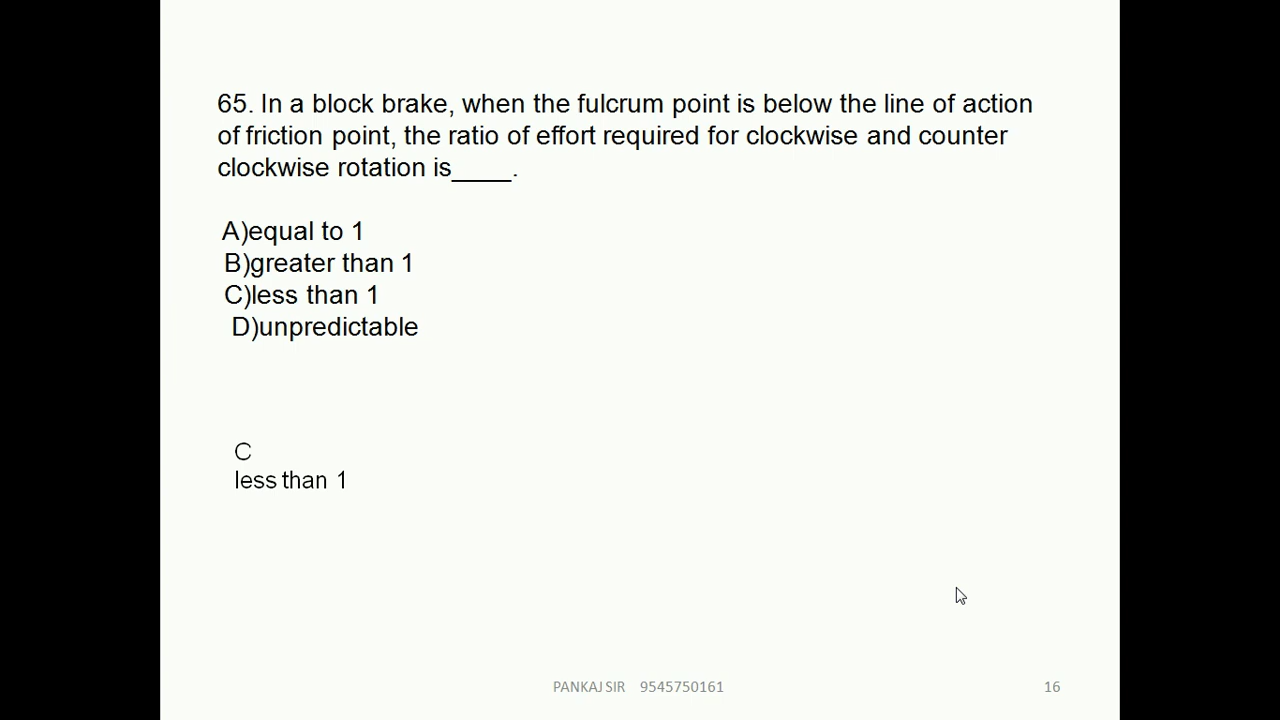 65. In a block brake, when the fulcrum point is below the line of action
of friction point, the ratio of effort required for clockwise and counter
clockwise rotation is____.
A)equal to 1
B)greater than 1
C)less than 1
D)unpredictable
C
less than 1
PANKAJ SIR 9545750161
16